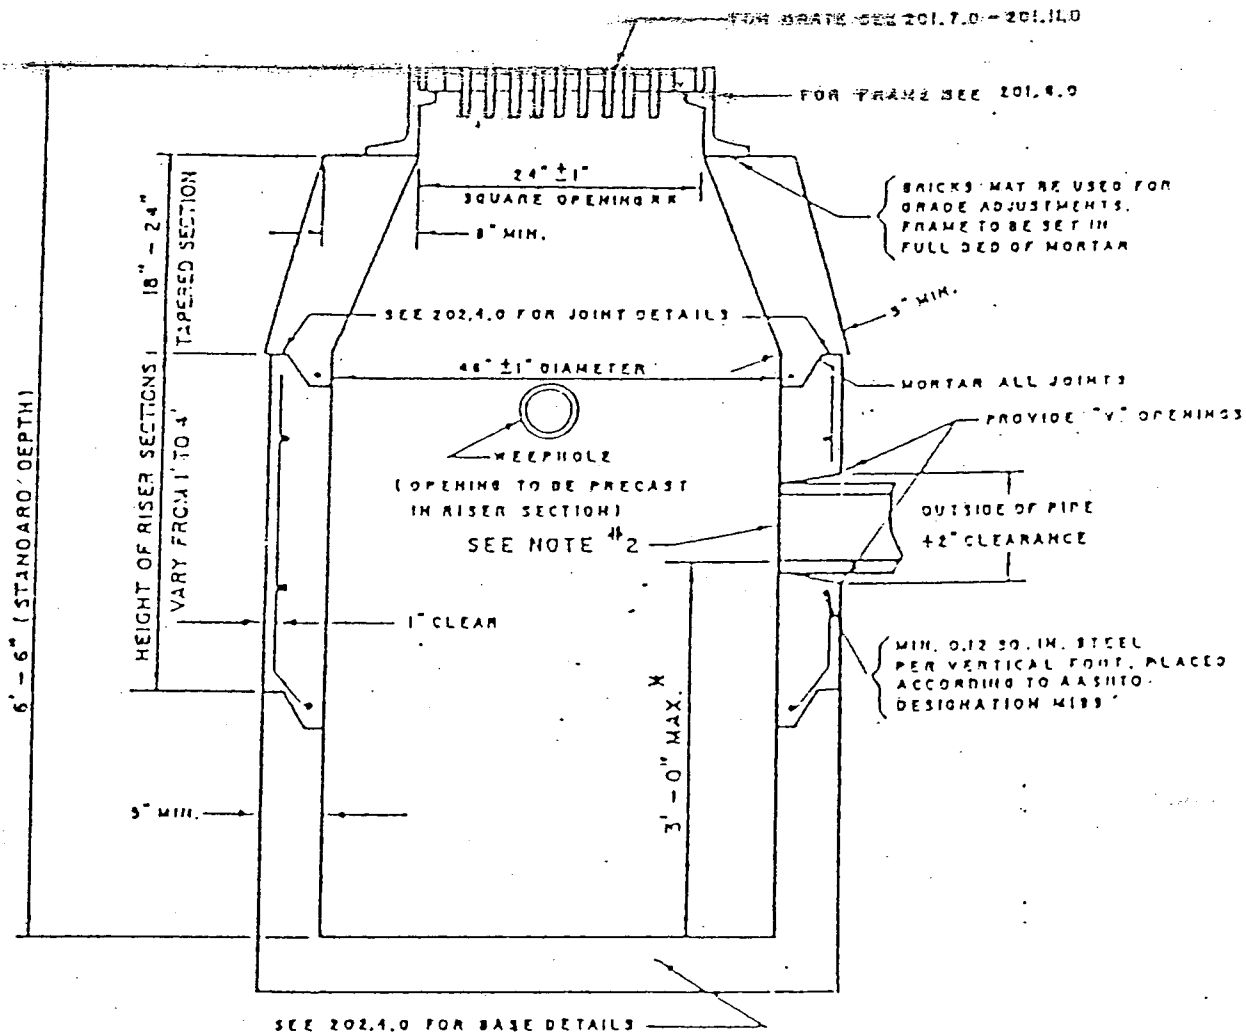 FOR GRATE SEE 201.7.0 - 201.11.0
FOR FRAME SEE 201.6.0
24" ±1"
SQUARE OPENING **
8" MIN.
BRICKS MAY BE USED FOR
GRADE ADJUSTMENTS.
FRAME TO BE SET IN
FULL BED OF MORTAR
18" - 24"
TAPERED SECTION
5" MIN.
SEE 202.4.0 FOR JOINT DETAILS
48" ±1" DIAMETER
MORTAR ALL JOINTS
PROVIDE "V" OPENINGS
WEEPHOLE
(OPENING TO BE PRECAST
IN RISER SECTION)
SEE NOTE #2
OUTSIDE OF PIPE
+2" CLEARANCE
HEIGHT OF RISER SECTIONS
VARY FROM 1' TO 4'
6' - 6" (STANDARD DEPTH)
1" CLEAR
MIN. 0.12 SQ. IN. STEEL
PER VERTICAL FOOT, PLACED
ACCORDING TO AASHTO
DESIGNATION M199
3' - 0" MAX. *
5" MIN.
SEE 202.4.0 FOR BASE DETAILS